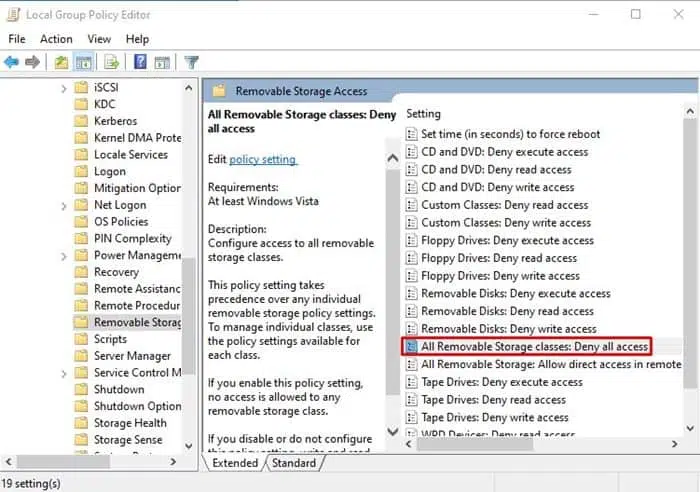 Local Group Policy Editor
File Action View Help
iSCSI
KDC
Kerberos
Kernel DMA Prote
Locale Services
Logon
Mitigation Option
Net Logon
OS Policies
PIN Complexity
Power Manageme
Recovery
Remote Assistanc
Remote Procedur
Removable Storag
Scripts
Server Manager
Service Control M
Shutdown
Shutdown Option
Storage Health
Storage Sense
Removable Storage Access
All Removable Storage classes: Deny
all access
Edit policy setting
Requirements:
At least Windows Vista
Description:
Configure access to all removable
storage classes.
This policy setting takes
precedence over any individual
removable storage policy settings.
To manage individual classes, use
the policy settings available for
each class.
If you enable this policy setting,
no access is allowed to any
removable storage class.
If you disable or do not configure
this policy setting, write and read
Setting
Set time (in seconds) to force reboot
CD and DVD: Deny execute access
CD and DVD: Deny read access
CD and DVD: Deny write access
Custom Classes: Deny read access
Custom Classes: Deny write access
Floppy Drives: Deny execute access
Floppy Drives: Deny read access
Floppy Drives: Deny write access
Removable Disks: Deny execute access
Removable Disks: Deny read access
Removable Disks: Deny write access
All Removable Storage classes: Deny all access
All Removable Storage: Allow direct access in remote
Tape Drives: Deny execute access
Tape Drives: Deny read access
Tape Drives: Deny write access
WPD Devices: Deny read access
Extended Standard
19 setting(s)